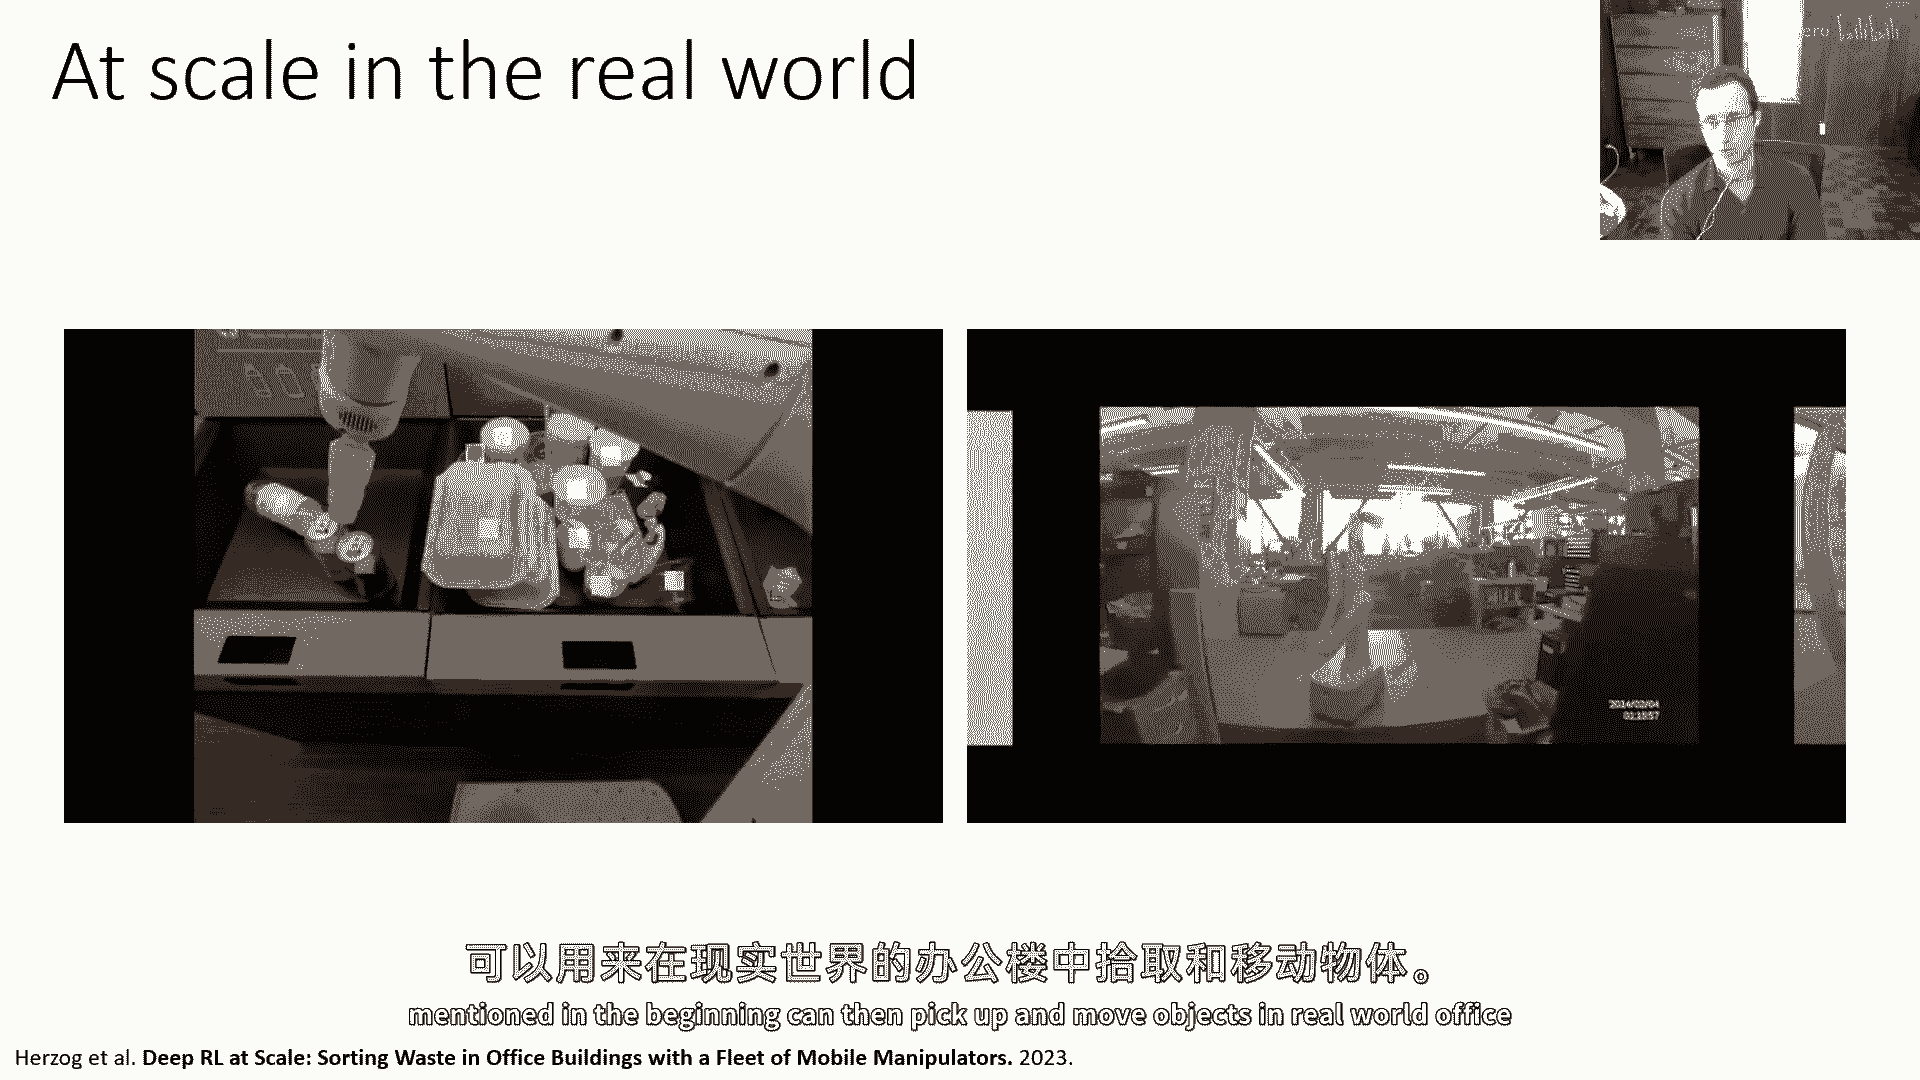 At scale in the real world
ero bilibili
2014/02/04
可以用来在现实世界的办公楼中拾取和移动物体。
mentioned in the beginning can then pick up and move objects in real world office
Herzog et al. Deep RL at Scale: Sorting Waste in Office Buildings with a Fleet of Mobile Manipulators. 2023.